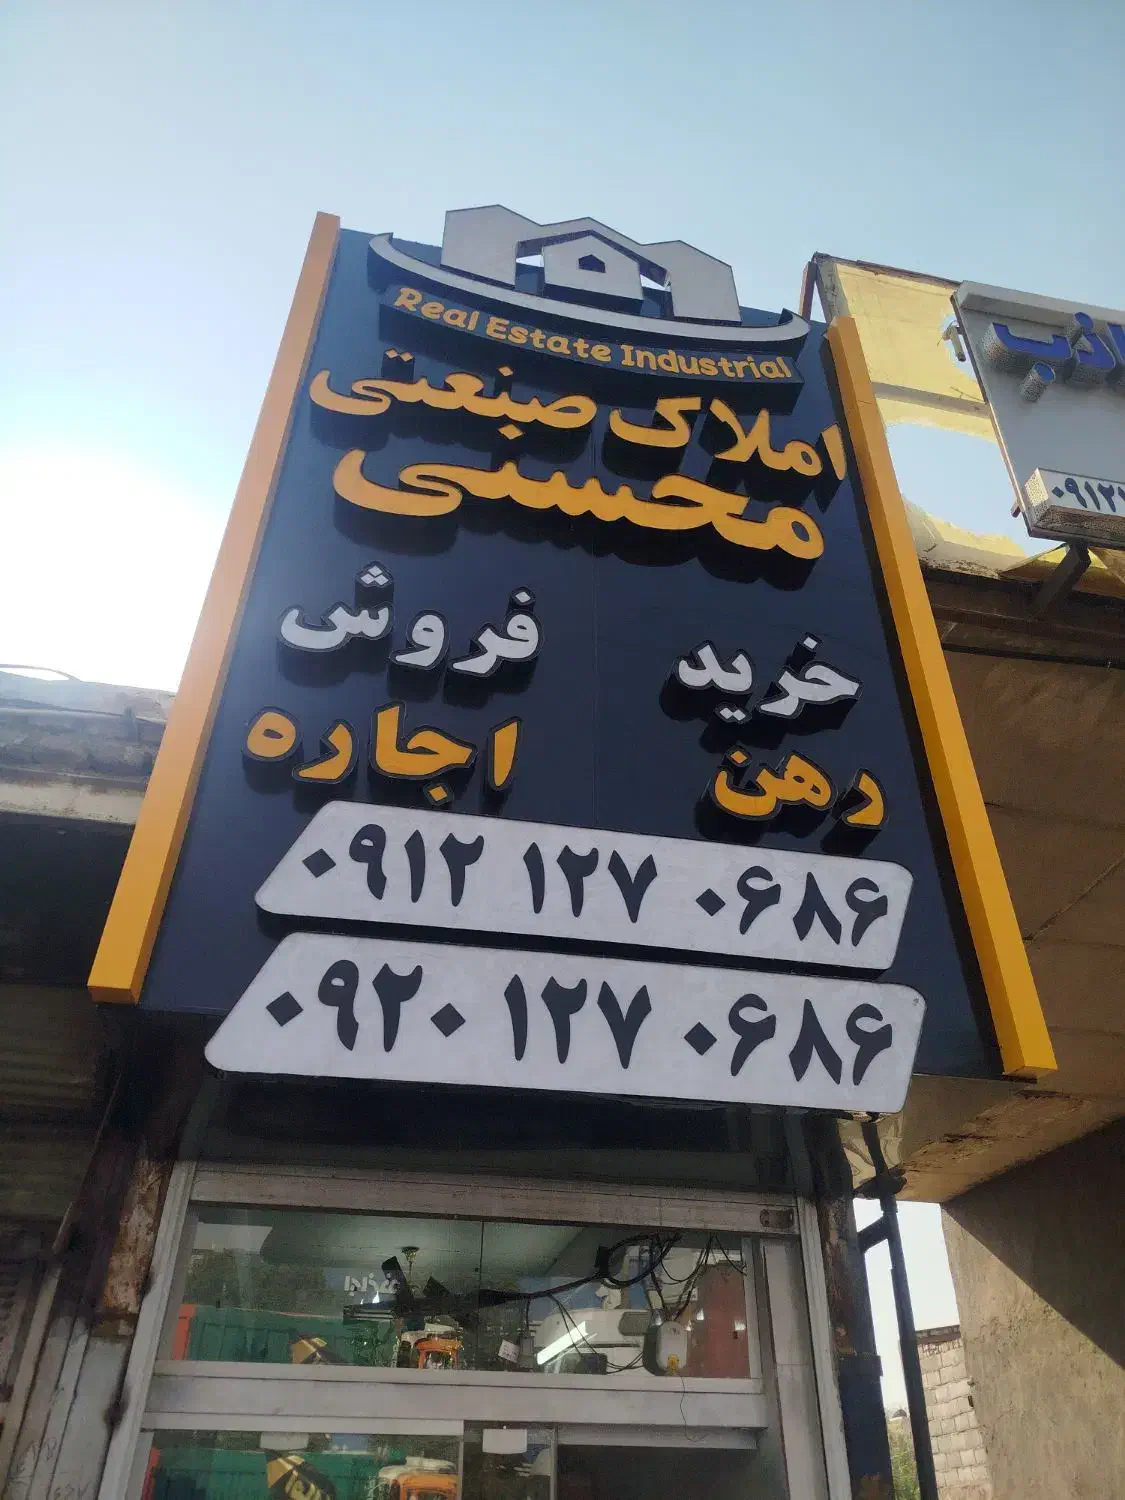 Real Estate Industrial
املاک صنعتی
محسنی
خرید فروش
رهن اجاره
۰۹۱۲ ۱۲۷ ۰۶۸۶
۰۹۲۰ ۱۲۷ ۰۶۸۶